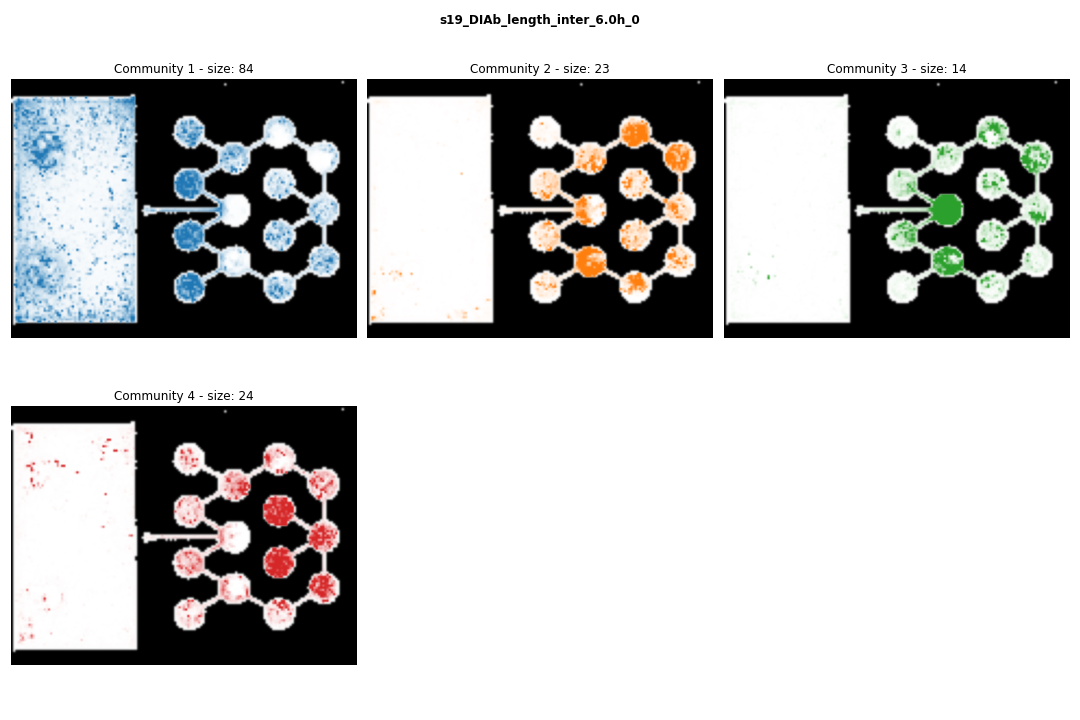 s19_DIAb_length_inter_6.0h_0
Community 1 - size: 84
Community 2 - size: 23
Community 3 - size: 14
Community 4 - size: 24